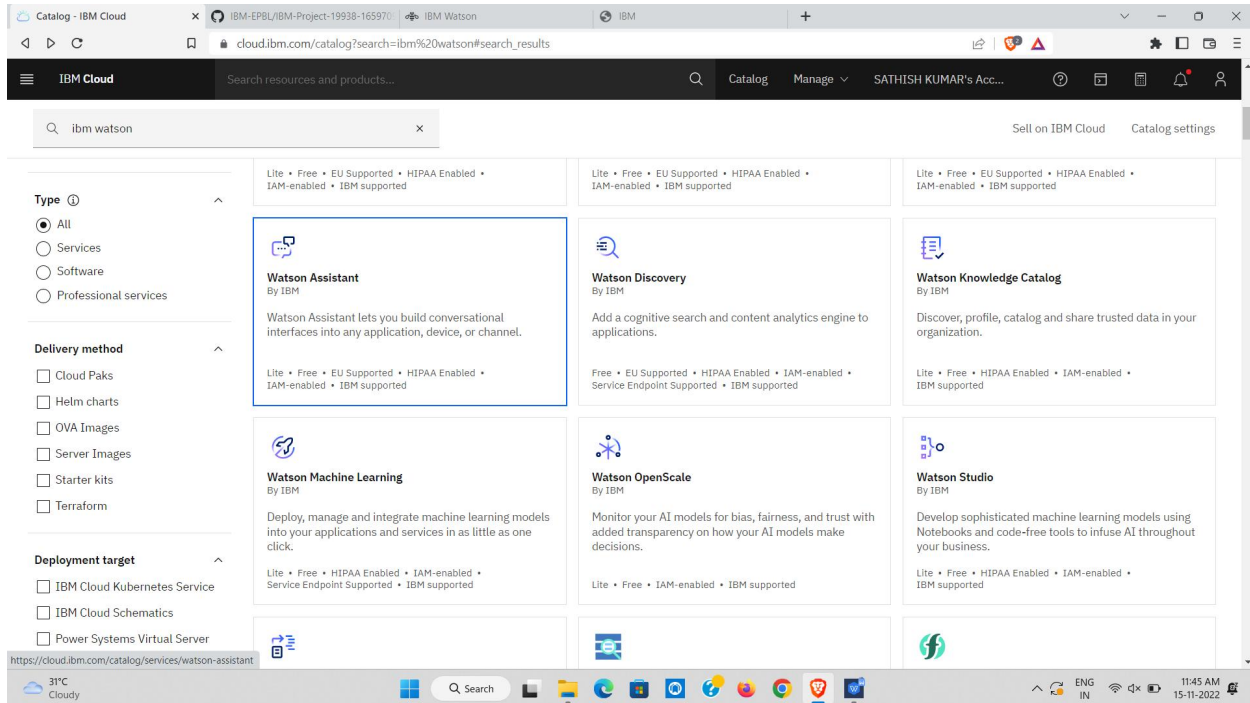 Catalog - IBM Cloud
IBM-EPBL/IBM-Project-19938-165970
IBM Watson
IBM
cloud.ibm.com/catalog?search=ibm%20watson#search_results
2
IBM Cloud
Search resources and products...
Catalog
Manage
SATHISH KUMAR's Acc...
ibm watson
Sell on IBM Cloud
Catalog settings
Type
All
Services
Software
Professional services
Delivery method
Cloud Paks
Helm charts
OVA Images
Server Images
Starter kits
Terraform
Deployment target
IBM Cloud Kubernetes Service
IBM Cloud Schematics
Power Systems Virtual Server
Lite • Free • EU Supported • HIPAA Enabled •
IAM-enabled • IBM supported
Lite • Free • EU Supported • HIPAA Enabled •
IAM-enabled • IBM supported
Lite • Free • EU Supported • HIPAA Enabled •
IAM-enabled • IBM supported
Watson Assistant
By IBM
Watson Assistant lets you build conversational
interfaces into any application, device, or channel.
Lite • Free • EU Supported • HIPAA Enabled •
IAM-enabled • IBM supported
Watson Discovery
By IBM
Add a cognitive search and content analytics engine to
applications.
Free • EU Supported • HIPAA Enabled • IAM-enabled •
Service Endpoint Supported • IBM supported
Watson Knowledge Catalog
By IBM
Discover, profile, catalog and share trusted data in your
organization.
Lite • Free • HIPAA Enabled • IAM-enabled •
IBM supported
Watson Machine Learning
By IBM
Deploy, manage and integrate machine learning models
into your applications and services in as little as one
click.
Lite • Free • HIPAA Enabled • IAM-enabled •
Service Endpoint Supported • IBM supported
Watson OpenScale
By IBM
Monitor your AI models for bias, fairness, and trust with
added transparency on how your AI models make
decisions.
Lite • Free • IAM-enabled • IBM supported
Watson Studio
By IBM
Develop sophisticated machine learning models using
Notebooks and code-free tools to infuse AI throughout
your business.
Lite • Free • HIPAA Enabled • IAM-enabled •
IBM supported
https://cloud.ibm.com/catalog/services/watson-assistant
31°C
Cloudy
Search
ENG
IN
11:45 AM
15-11-2022